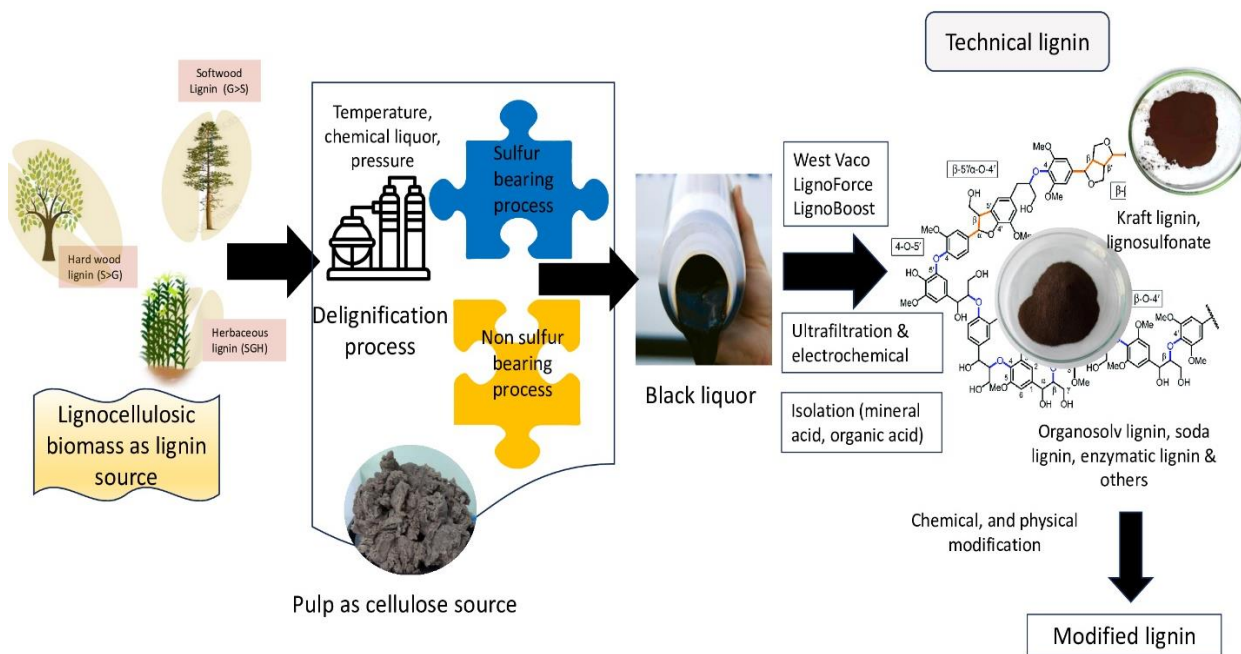 Technical lignin
Softwood
Lignin (G>S)
Hard wood
lignin (S>G)
Herbaceous
lignin (SGH)
Lignocellulosic
biomass as lignin
source
Temperature,
chemical liquor,
pressure
Delignification
process
Sulfur
bearing
process
Non sulfur
bearing
process
Pulp as cellulose source
Black liquor
West Vaco
LignoForce
LignoBoost
Ultrafiltration &
electrochemical
Isolation (mineral
acid, organic acid)
4-O-5′
β-O-4′
Kraft lignin,
lignosulfonate
Organosolv lignin, soda
lignin, enzymatic lignin &
others
Chemical, and physical
modification
Modified lignin